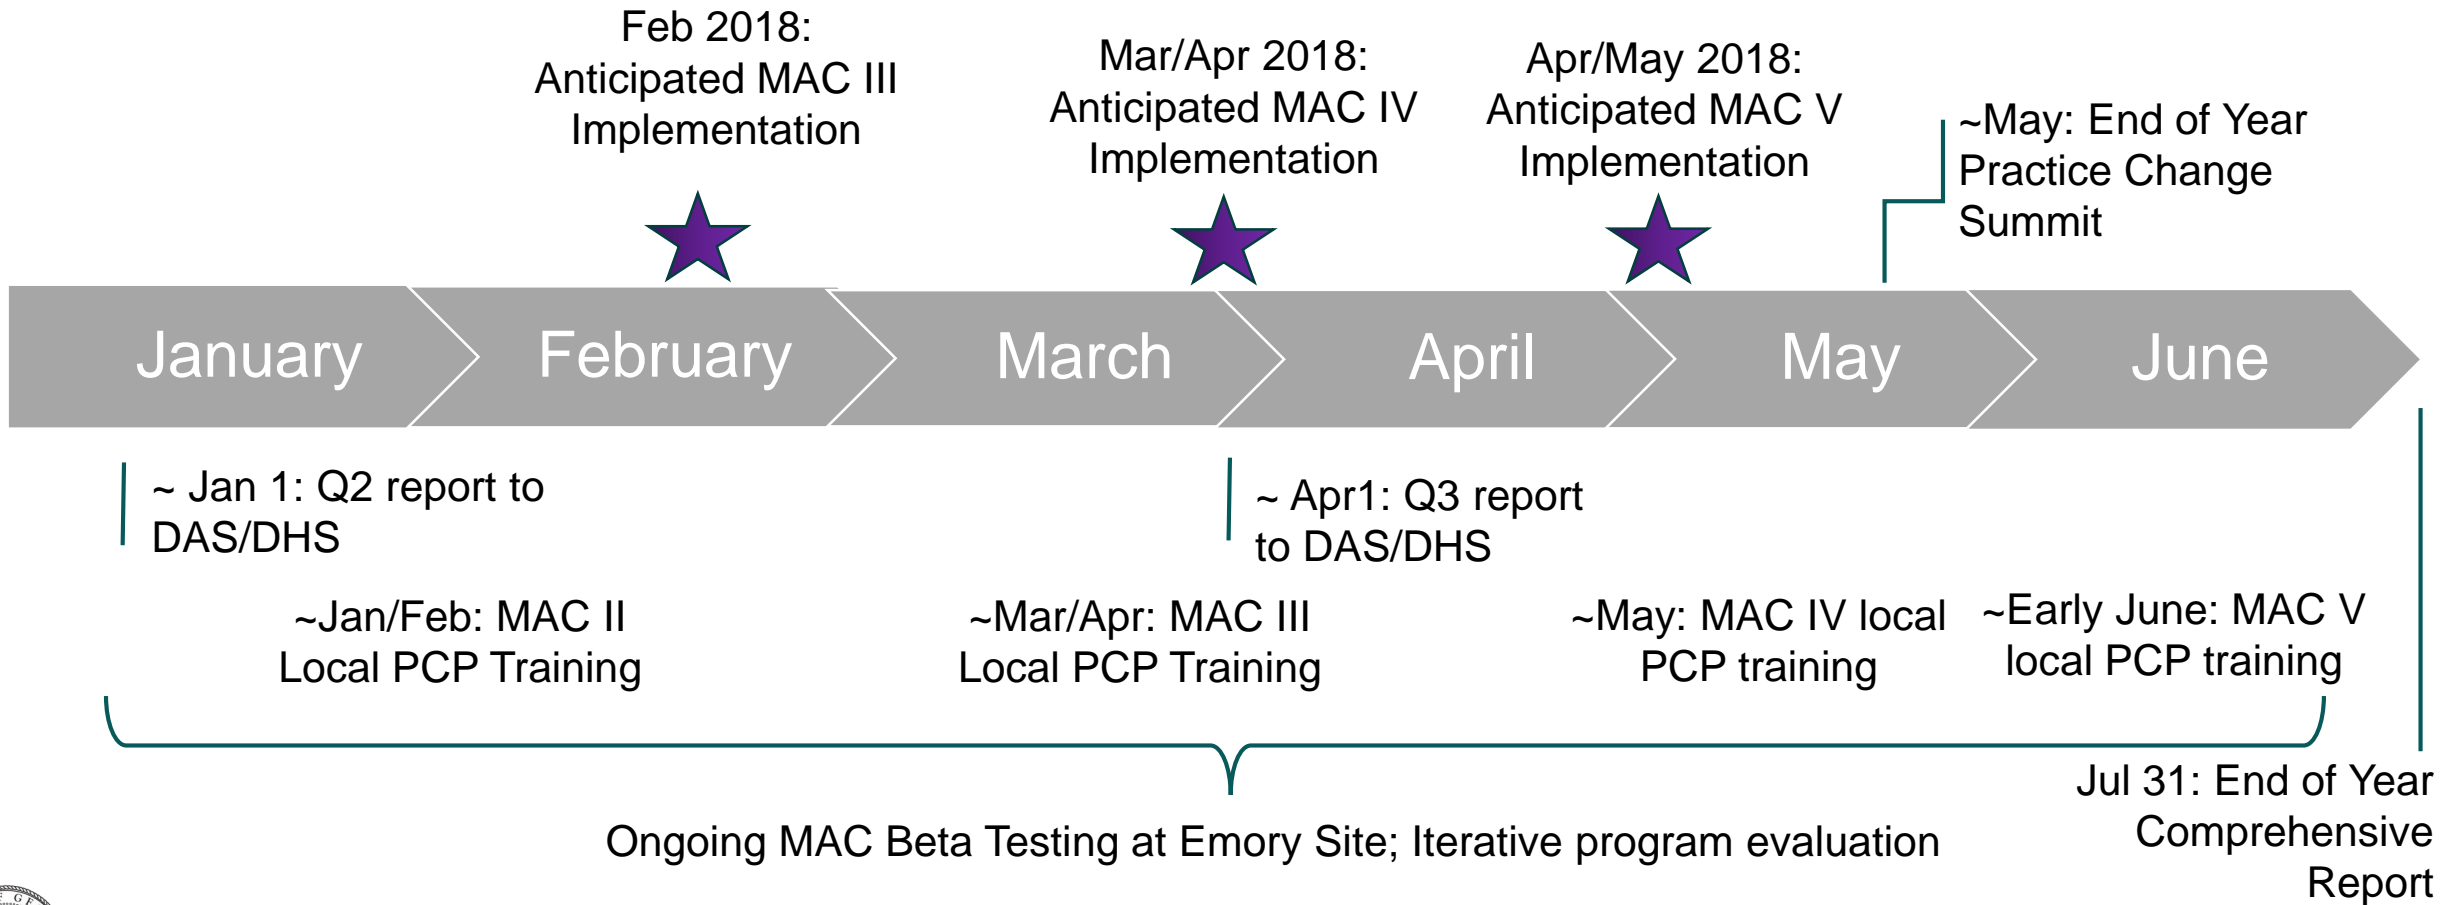 Feb 2018:
Anticipated MAC III
Implementation
Mar/Apr 2018:
Anticipated MAC IV
Implementation
Apr/May 2018:
Anticipated MAC V
Implementation
~May: End of Year
Practice Change
Summit
January
February
March
April
May
June
~ Jan 1: Q2 report to
DAS/DHS
~ Apr1: Q3 report
to DAS/DHS
~Jan/Feb: MAC II
Local PCP Training
~Mar/Apr: MAC III
Local PCP Training
~May: MAC IV local
PCP training
~Early June: MAC V
local PCP training
Ongoing MAC Beta Testing at Emory Site; Iterative program evaluation
Jul 31: End of Year
Comprehensive
Report